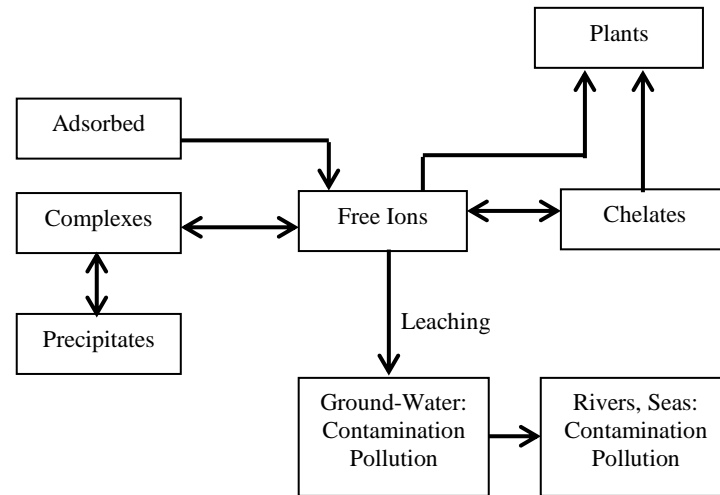 Plants
Adsorbed
Complexes
Free Ions
Chelates
Precipitates
Leaching
Ground-Water:
Contamination
Pollution
Rivers, Seas:
Contamination
Pollution